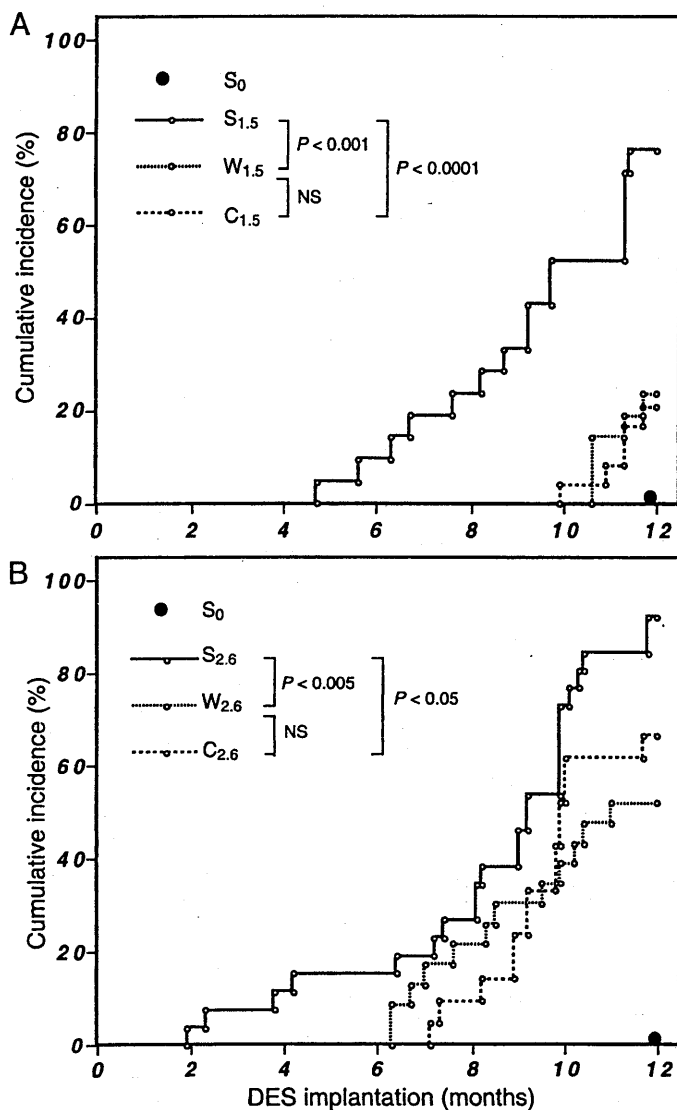 A
100
80
60
40
20
0
Cumulative incidence (%)
S0
S1.5
W1.5
C1.5
P < 0.001
NS
P < 0.0001
0 2 4 6 8 10 12
B
100
80
60
40
20
0
Cumulative incidence (%)
S0
S2.6
W2.6
C2.6
P < 0.005
NS
P < 0.05
0 2 4 6 8 10 12
DES implantation (months)